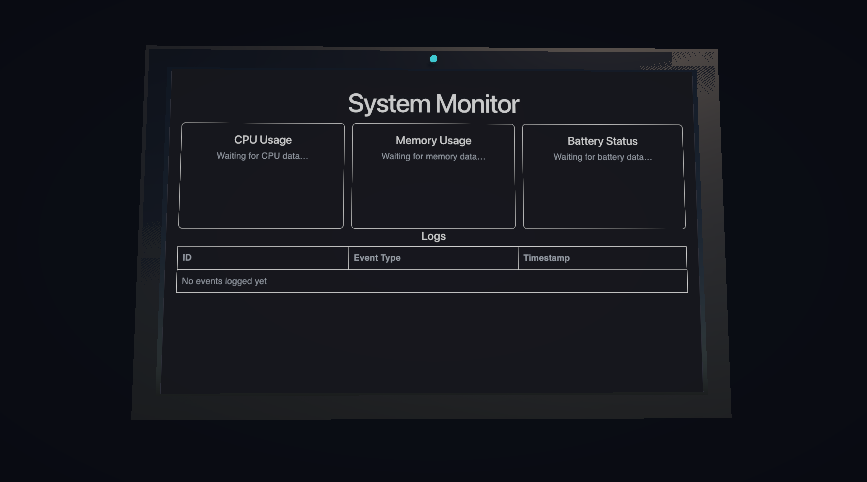 System Monitor
CPU Usage
Waiting for CPU data...
Memory Usage
Waiting for memory data...
Battery Status
Waiting for battery data...
Logs
ID Event Type Timestamp
No events logged yet